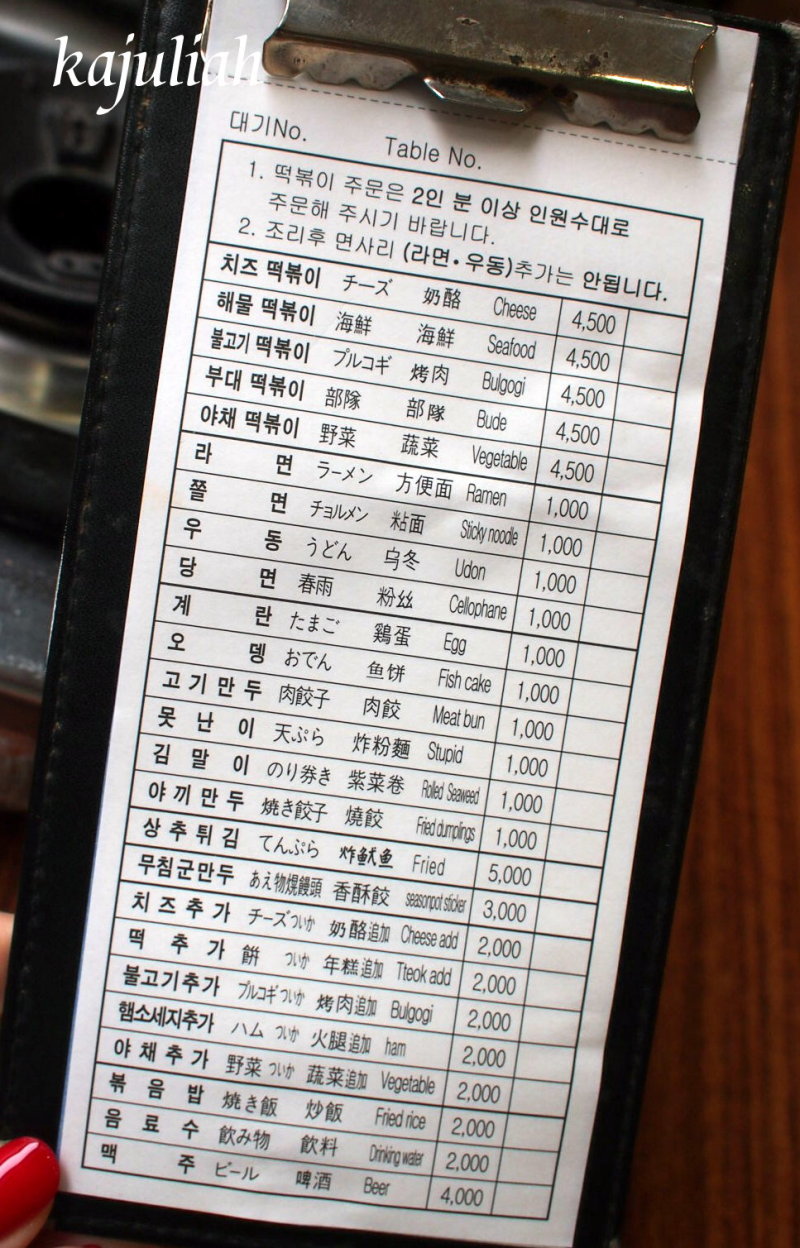 kajuliah
대기No. Table No.
1. 떡볶이 주문은 2인 분 이상 인원수대로
주문해 주시기 바랍니다.
2. 조리후 면사리 (라면•우동)추가는 안됩니다.
치즈 떡볶이 チーズ 奶酪 Cheese 4,500
해물 떡볶이 海鮮 海鮮 Seafood 4,500
불고기 떡볶이 プルコギ 烤肉 Bulgogi 4,500
부대 떡볶이 部隊 部隊 Bude 4,500
야채 떡볶이 野菜 蔬菜 Vegetable 4,500
라 면 ラーメン 方便面 Ramen 1,000
쫄 면 チョルメン 粘面 Sticky noodle 1,000
우 동 うどん 乌冬 Udon 1,000
당 면 春雨 粉丝 Cellophane 1,000
계 란 たまご 鷄蛋 Egg 1,000
오 뎅 おでん 鱼饼 Fish cake 1,000
고 기 만 두 肉餃子 肉餃 Meat bun 1,000
못 난 이 天ぷら 炸粉麵 Stupid 1,000
김 말 이 のり券き 紫菜卷 Rolled Seaweed 1,000
야 끼 만 두 焼き餃子 燒餃 Fried dumplings 1,000
상 추 튀 김 てんぷら 炸鱿鱼 Fried 5,000
무침군만두 あえ物焼饅頭 香酥餃 seasonpot sticker 3,000
치 즈 추 가 チーズついか 奶酪追加 Cheese add 2,000
떡 추 가 餅 ついか 年糕追加 Tteok add 2,000
불고기추가 プルコギついか 烤肉追加 Bulgogi 2,000
햄소세지추가 ハム ついか 火腿追加 ham 2,000
야 채 추 가 野菜ついか 蔬菜追加 Vegetable 2,000
볶 음 밥 焼き飯 炒飯 Fried rice 2,000
음 료 수 飲み物 飲料 Drinking water 2,000
맥 주 ビール 啤酒 Beer 4,000